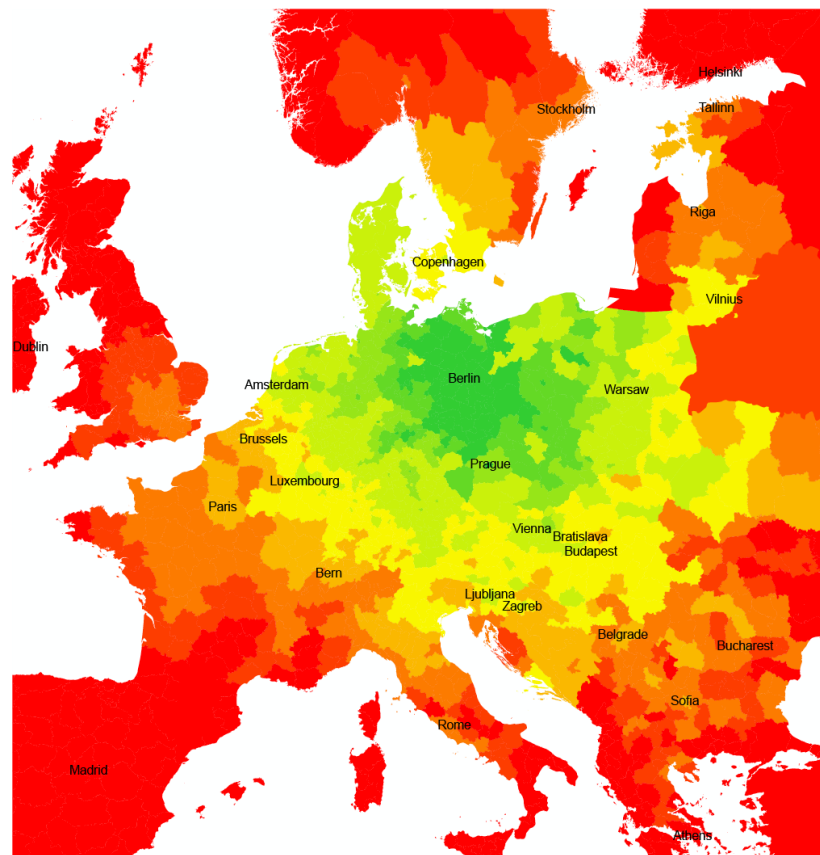 Helsinki
Tallinn
Stockholm
Riga
Copenhagen
Vilnius
Dublin
Berlin
Amsterdam
Warsaw
Brussels
Prague
Luxembourg
Paris
Vienna
Bratislava
Budapest
Bern
Ljubljana
Zagreb
Belgrade
Bucharest
Sofia
Rome
Madrid
Athens